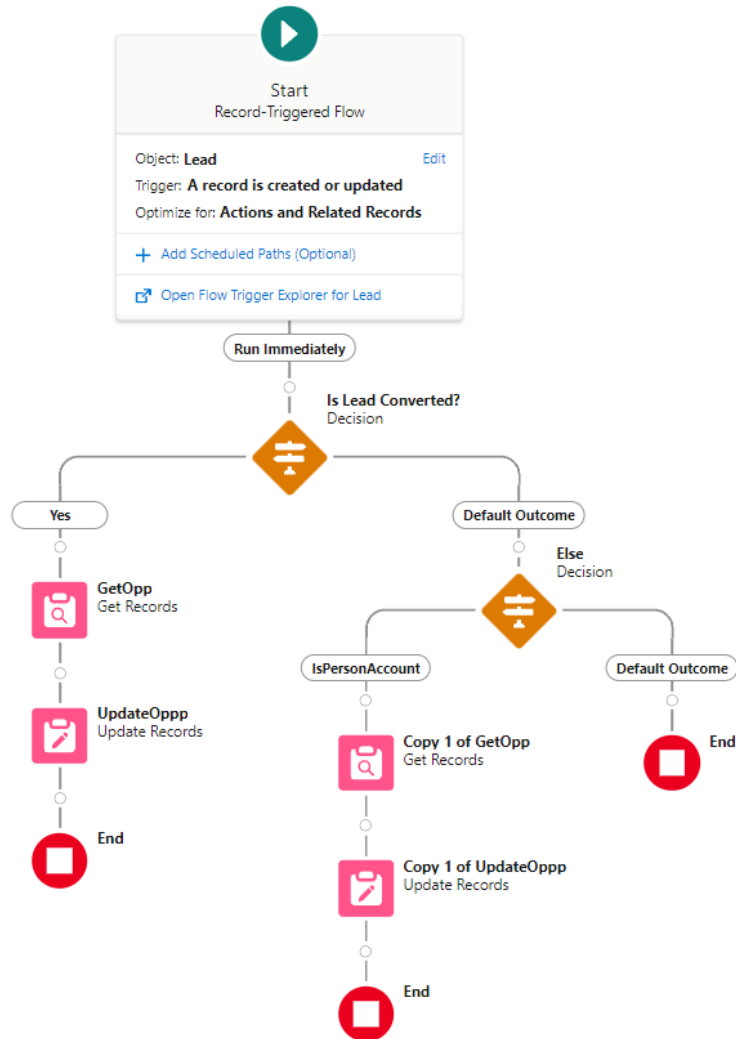 Start
Record-Triggered Flow
Object: Lead Edit
Trigger: A record is created or updated
Optimize for: Actions and Related Records
Add Scheduled Paths (Optional)
Open Flow Trigger Explorer for Lead
Run Immediately
Is Lead Converted?
Decision
Yes
Default Outcome
Else
Decision
GetOpp
Get Records
IsPersonAccount
Default Outcome
UpdateOppp
Update Records
Copy 1 of GetOpp
Get Records
End
End
Copy 1 of UpdateOppp
Update Records
End